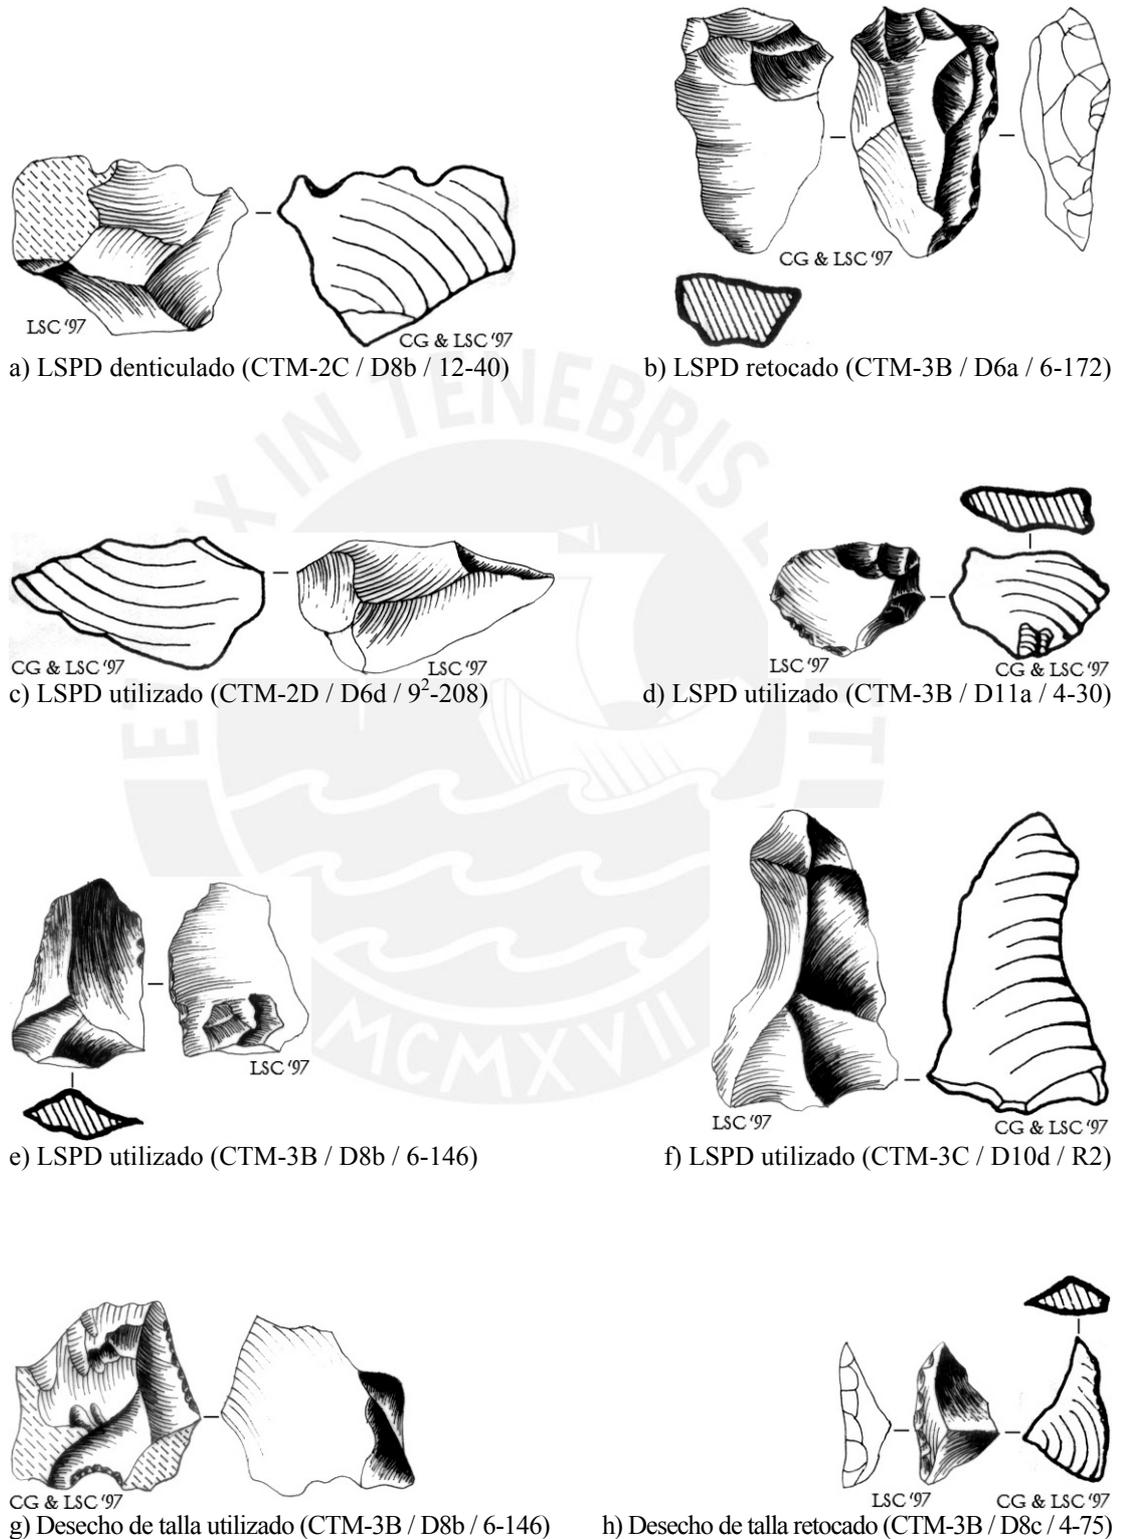 CG & LSC '97
LSC '97
CG & LSC '97
a) LSPD denticulado (CTM-2C / D8b / 12-40)
b) LSPD retocado (CTM-3B / D6a / 6-172)
CG & LSC '97
LSC '97
c) LSPD utilizado (CTM-2D / D6d / 9²-208)
LSC '97
CG & LSC '97
d) LSPD utilizado (CTM-3B / D11a / 4-30)
LSC '97
e) LSPD utilizado (CTM-3B / D8b / 6-146)
LSC '97
CG & LSC '97
f) LSPD utilizado (CTM-3C / D10d / R2)
CG & LSC '97
g) Desecho de talla utilizado (CTM-3B / D8b / 6-146)
LSC '97
CG & LSC '97
h) Desecho de talla retocado (CTM-3B / D8c / 4-75)
IN TENEBRIS
MCMXVII